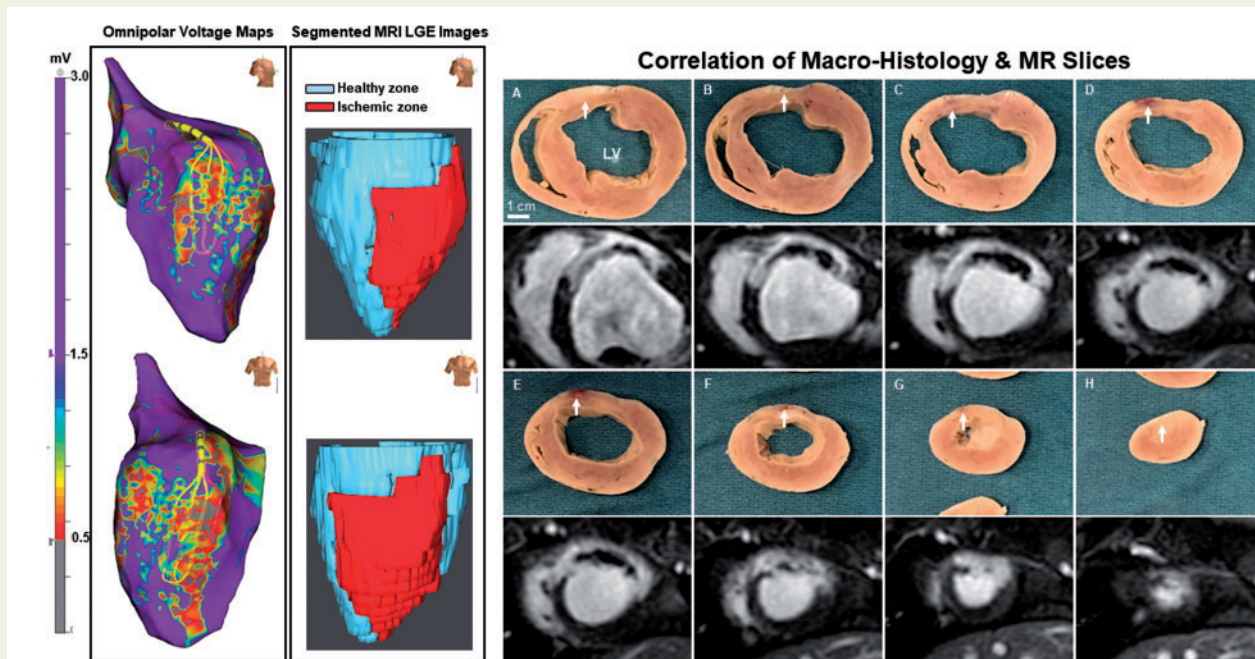 Omnipolar Voltage Maps
Segmented MRI LGE Images
mV
3.0
1.5
0.5
Healthy zone
Ischemic zone
Correlation of Macro-Histology & MR Slices
A
B
C
D
LV
1 cm
E
F
G
H